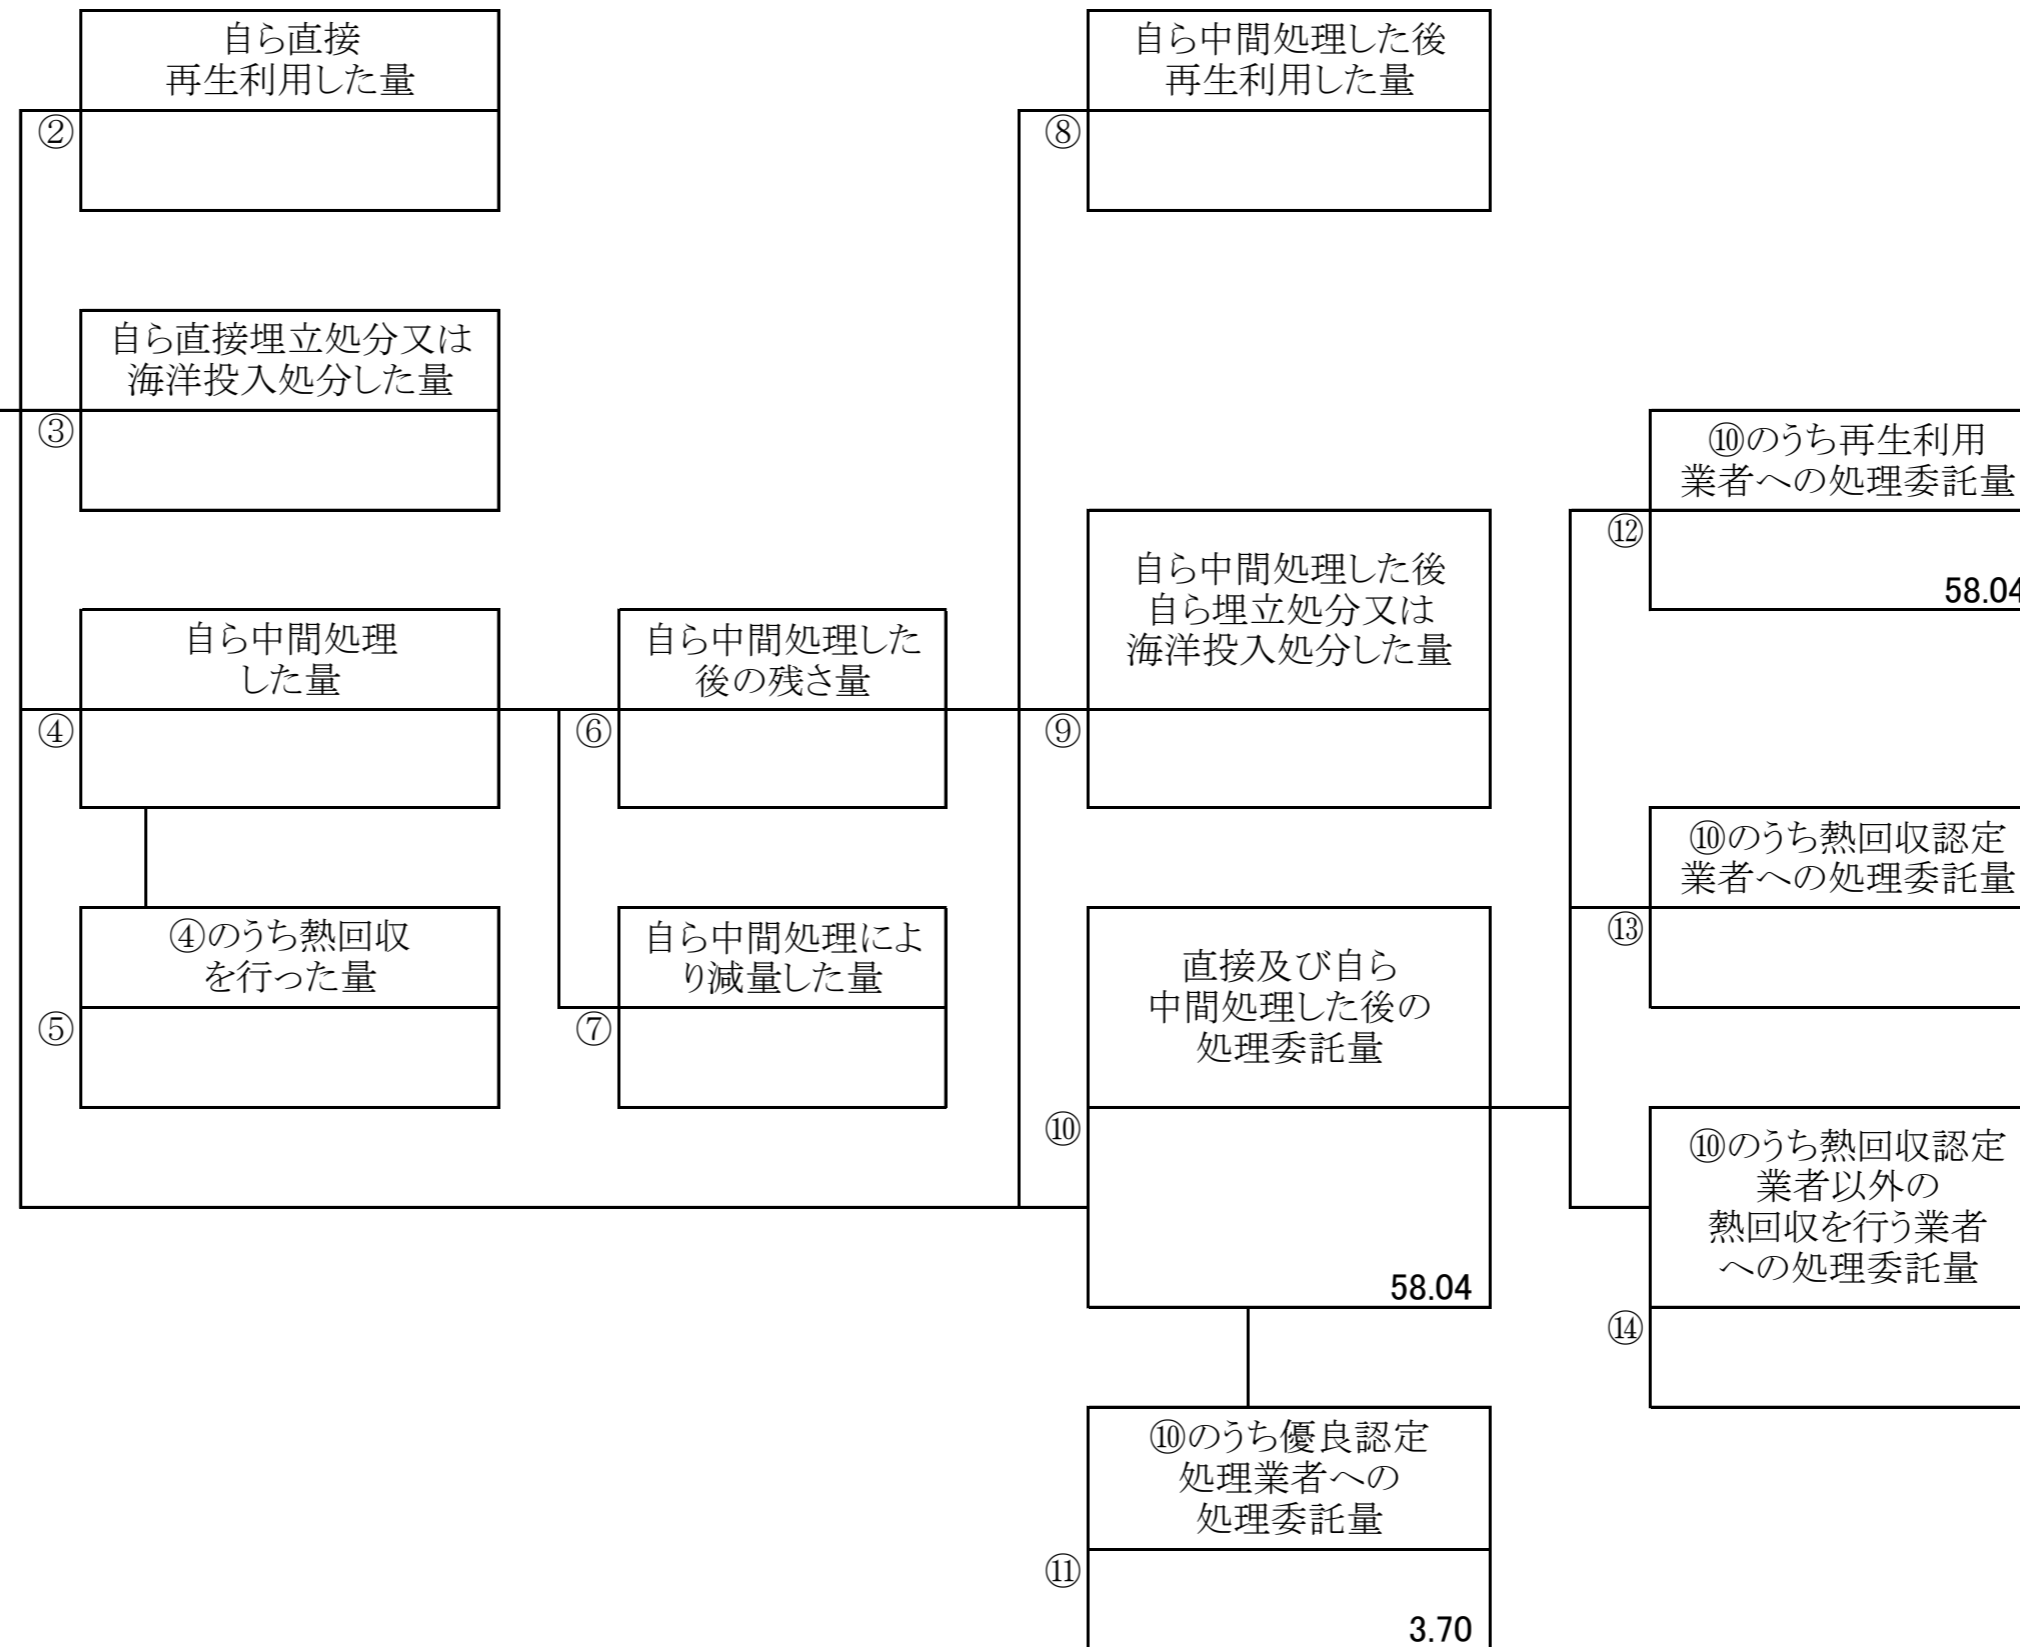 自ら直接
再生利用した量
②
自ら中間処理した後
再生利用した量
⑧
自ら直接埋立処分又は
海洋投入処分した量
③
⑩のうち再生利用
業者への処理委託量
⑫
58.04
自ら中間処理
した量
④
自ら中間処理した
後の残さ量
⑥
自ら中間処理した後
自ら埋立処分又は
海洋投入処分した量
⑨
⑩のうち熱回収認定
業者への処理委託量
⑬
④のうち熱回収
を行った量
⑤
自ら中間処理によ
り減量した量
⑦
直接及び自ら
中間処理した後の
処理委託量
⑩
58.04
⑩のうち熱回収認定
業者以外の
熱回収を行う業者
への処理委託量
⑭
⑩のうち優良認定
処理業者への
処理委託量
⑪
3.70